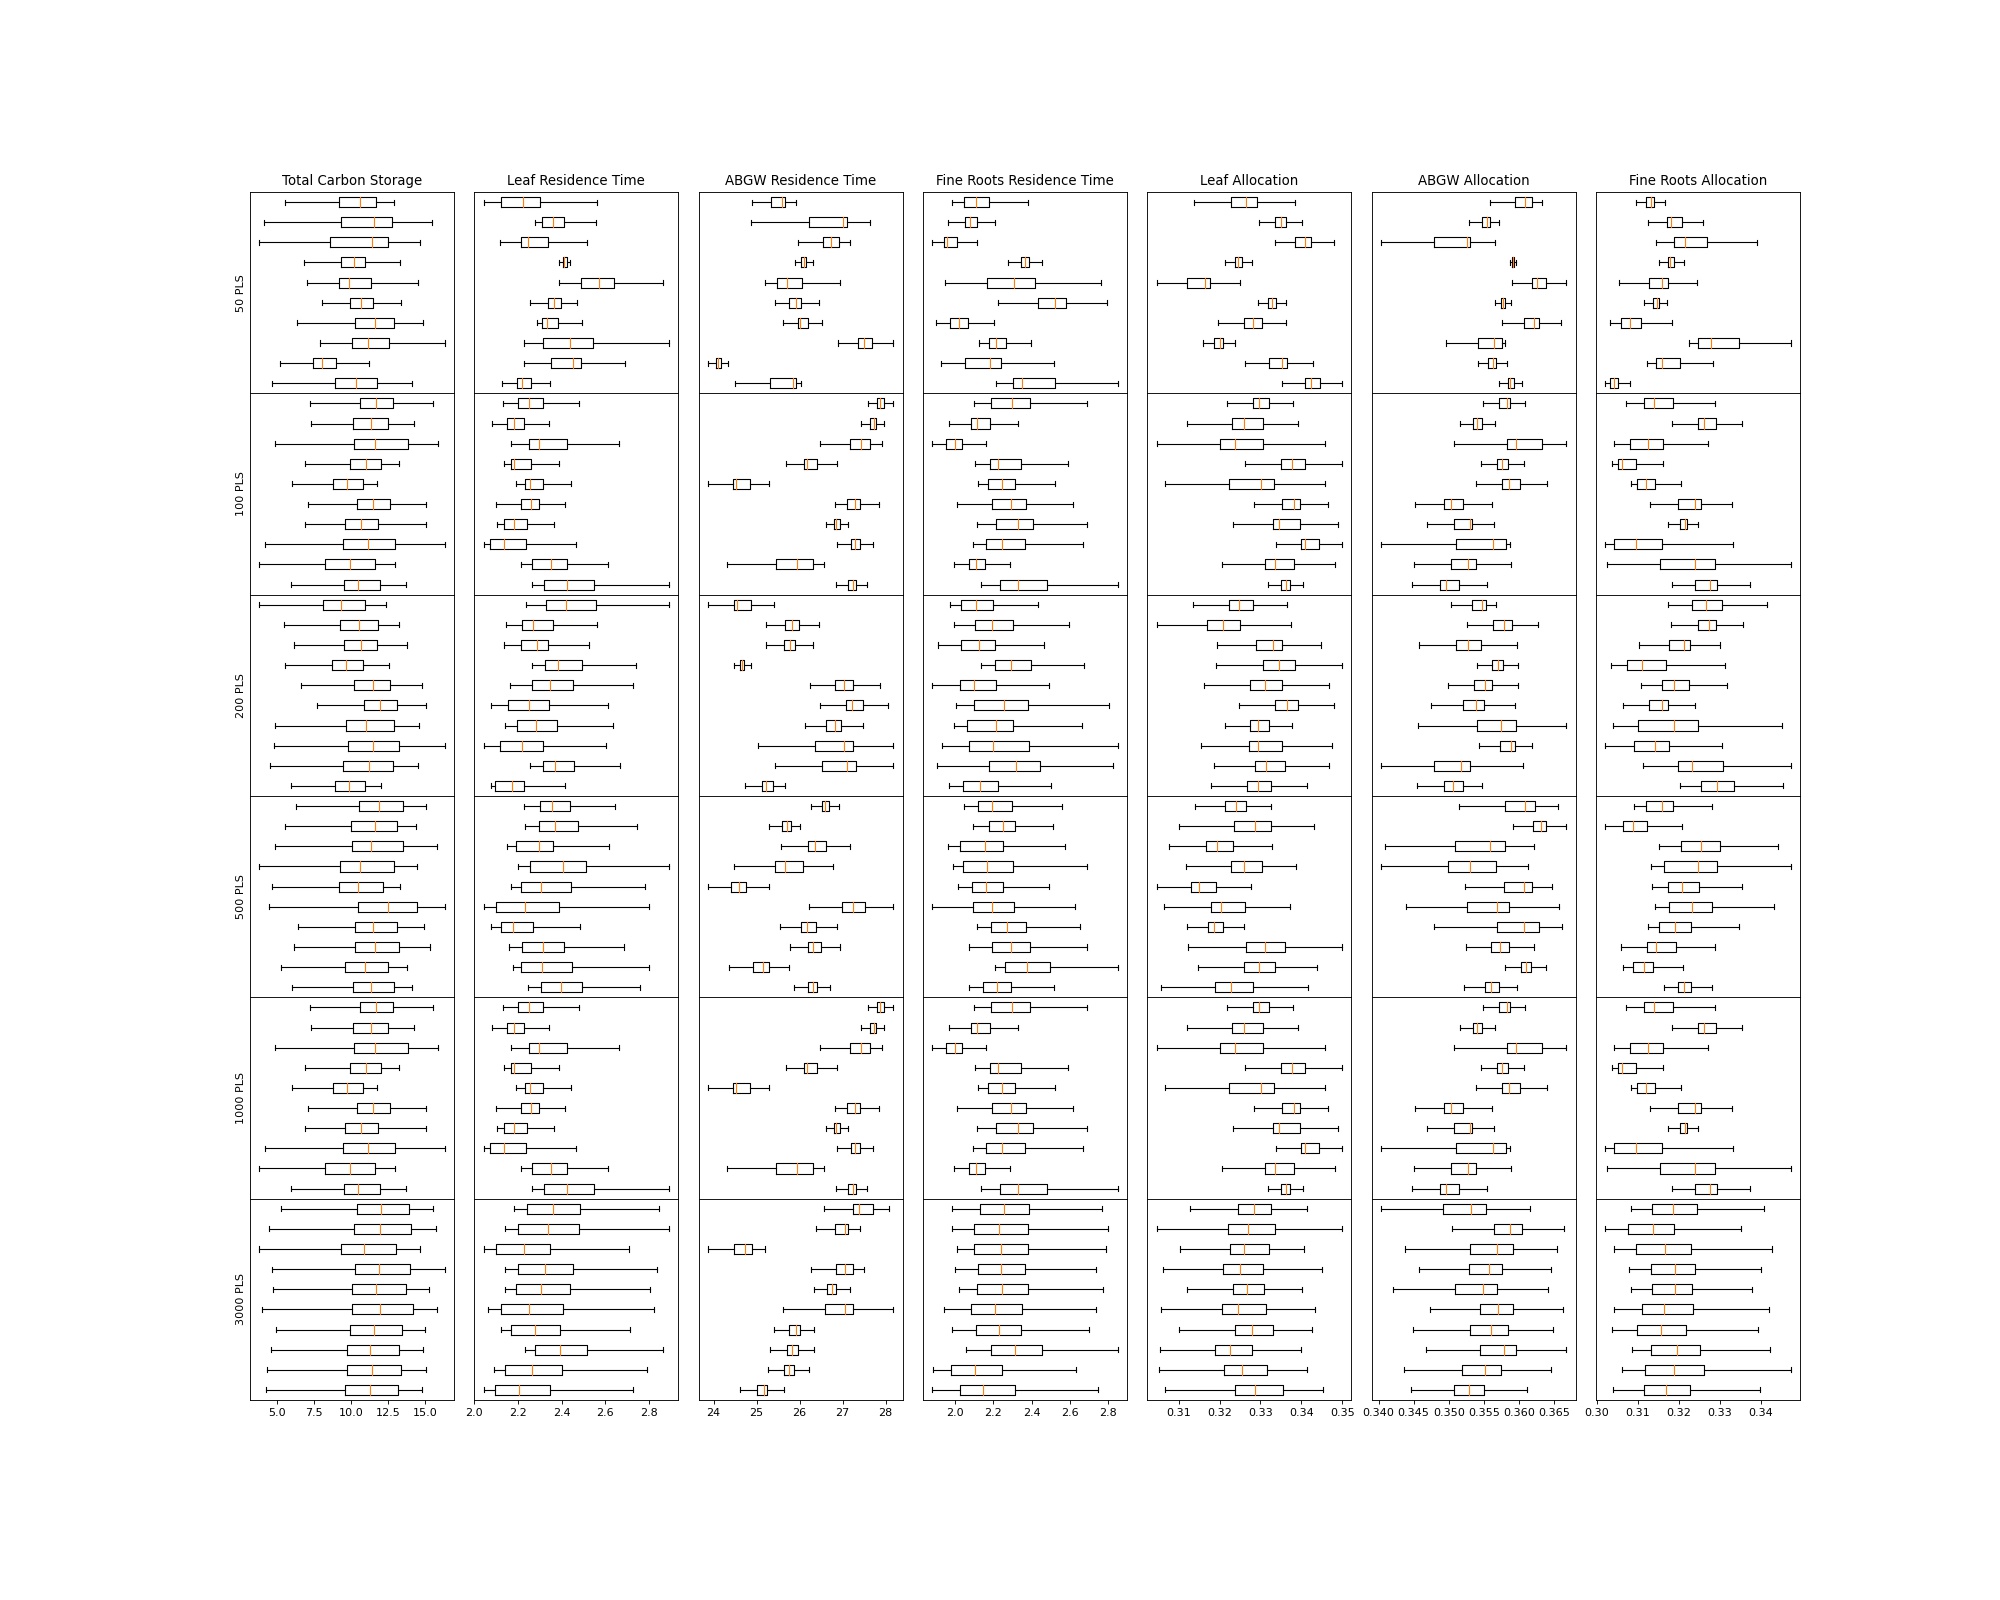 Total Carbon Storage Leaf Residence Time ABGW Residence Time Fine Roots Residence Time Leaf Allocation ABGW Allocation Fine Roots Allocation
50 PLS
100 PLS
200 PLS
500 PLS
1000 PLS
3000 PLS
5.0 7.5 10.0 12.5 15.0 2.0 2.2 2.4 2.6 2.8 24 25 26 27 28 2.0 2.2 2.4 2.6 2.8 0.31 0.32 0.33 0.34 0.35 0.340 0.345 0.350 0.355 0.360 0.365 0.30 0.31 0.32 0.33 0.34